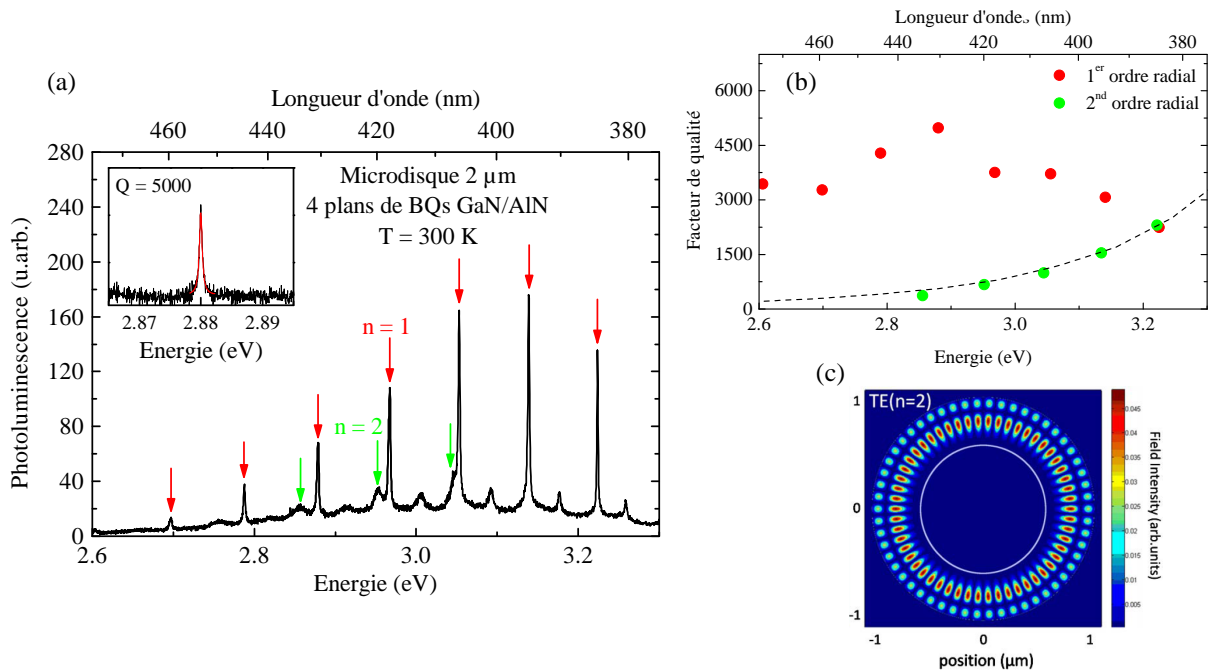 (a)
Longueur d'onde (nm)
460 440 420 400 380
280
240
200
160
120
80
40
0
Photoluminescence (u.arb.)
Q = 5000
2.87 2.88 2.89
Energie (eV)
Microdisque 2 µm
4 plans de BQs GaN/AlN
T = 300 K
n = 1
n = 2
2.6 2.8 3.0 3.2
Energie (eV)
Longueur d'ondes (nm)
460 440 420 400 380
(b)
1er ordre radial
2nd ordre radial
6000
4500
3000
1500
0
Facteur de qualité
2.6 2.8 3.0 3.2
Energie (eV)
(c)
TE(n=2)
1
0
-1
-1 0 1
position (µm)
0.045
0.04
0.035
0.03
0.025
0.02
0.015
0.01
0.005
Field Intensity (arb.units)